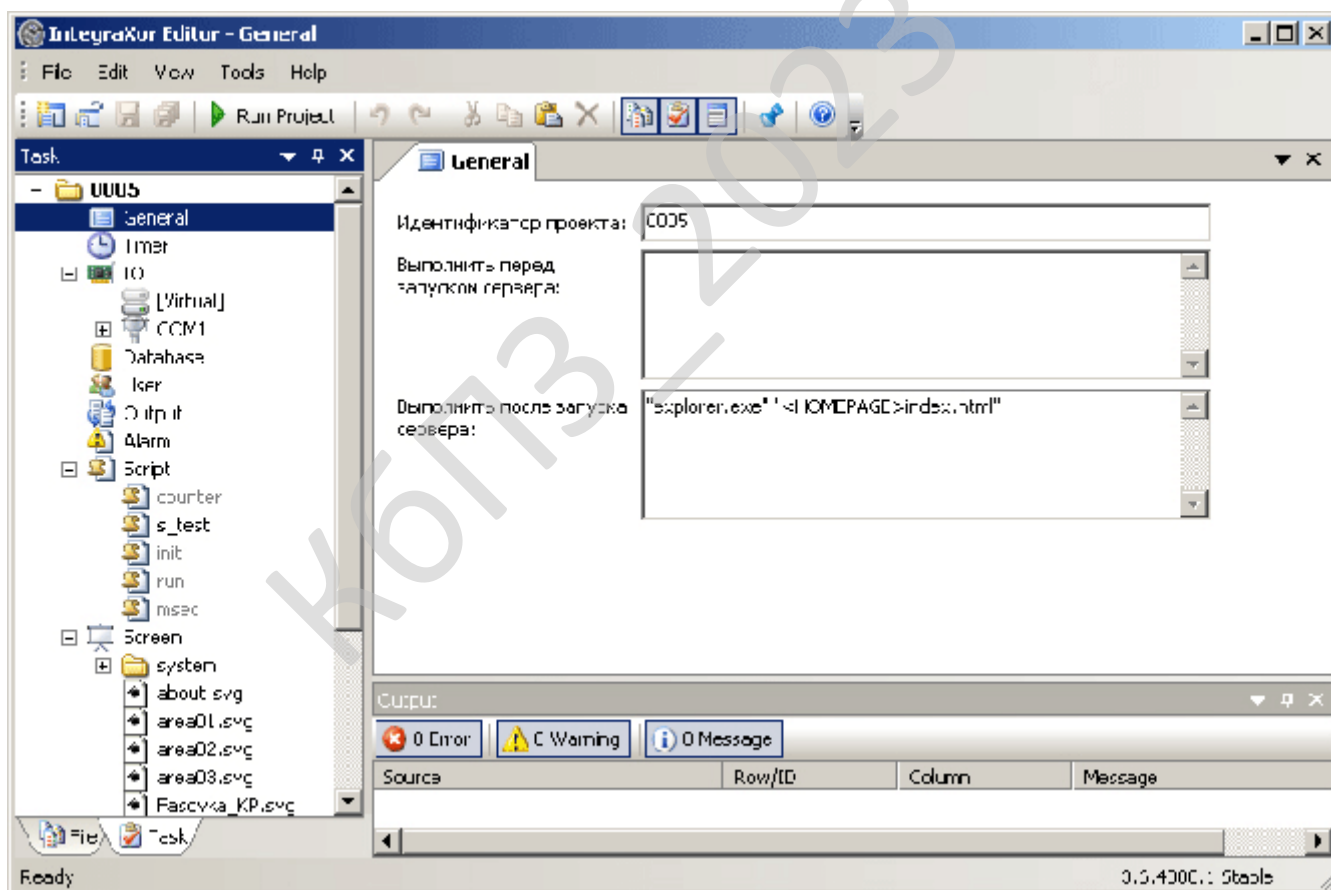 IntegraXor Editor - General
File Edit View Tools Help
Run Project
Task
General
0005
General
Timer
IO
[Virtual]
COM1
Database
User
Output
Alarm
Script
counter
s_test
init
run
msec
Screen
system
about.svg
area01.svg
area02.svg
area03.svg
File Task
Идентификатор проекта: 0005
Выполнить перед
запуском сервера:
Выполнить после запуска
сервера:
"explorer.exe" "<HOMEPAGE>index.html"
Output
0 Error 0 Warning 0 Message
Source Row/ID Column Message
Ready
Stable
КбПЗ_2023